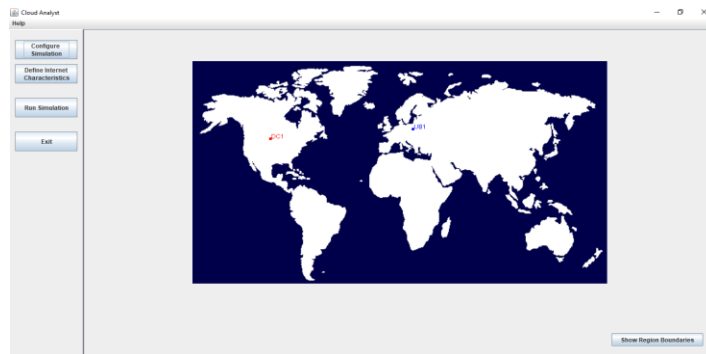 Cloud Analyst
Help
Configure
Simulation
Define Internet
Characteristics
Run Simulation
Exit
DC1
UB1
Show Region Boundaries